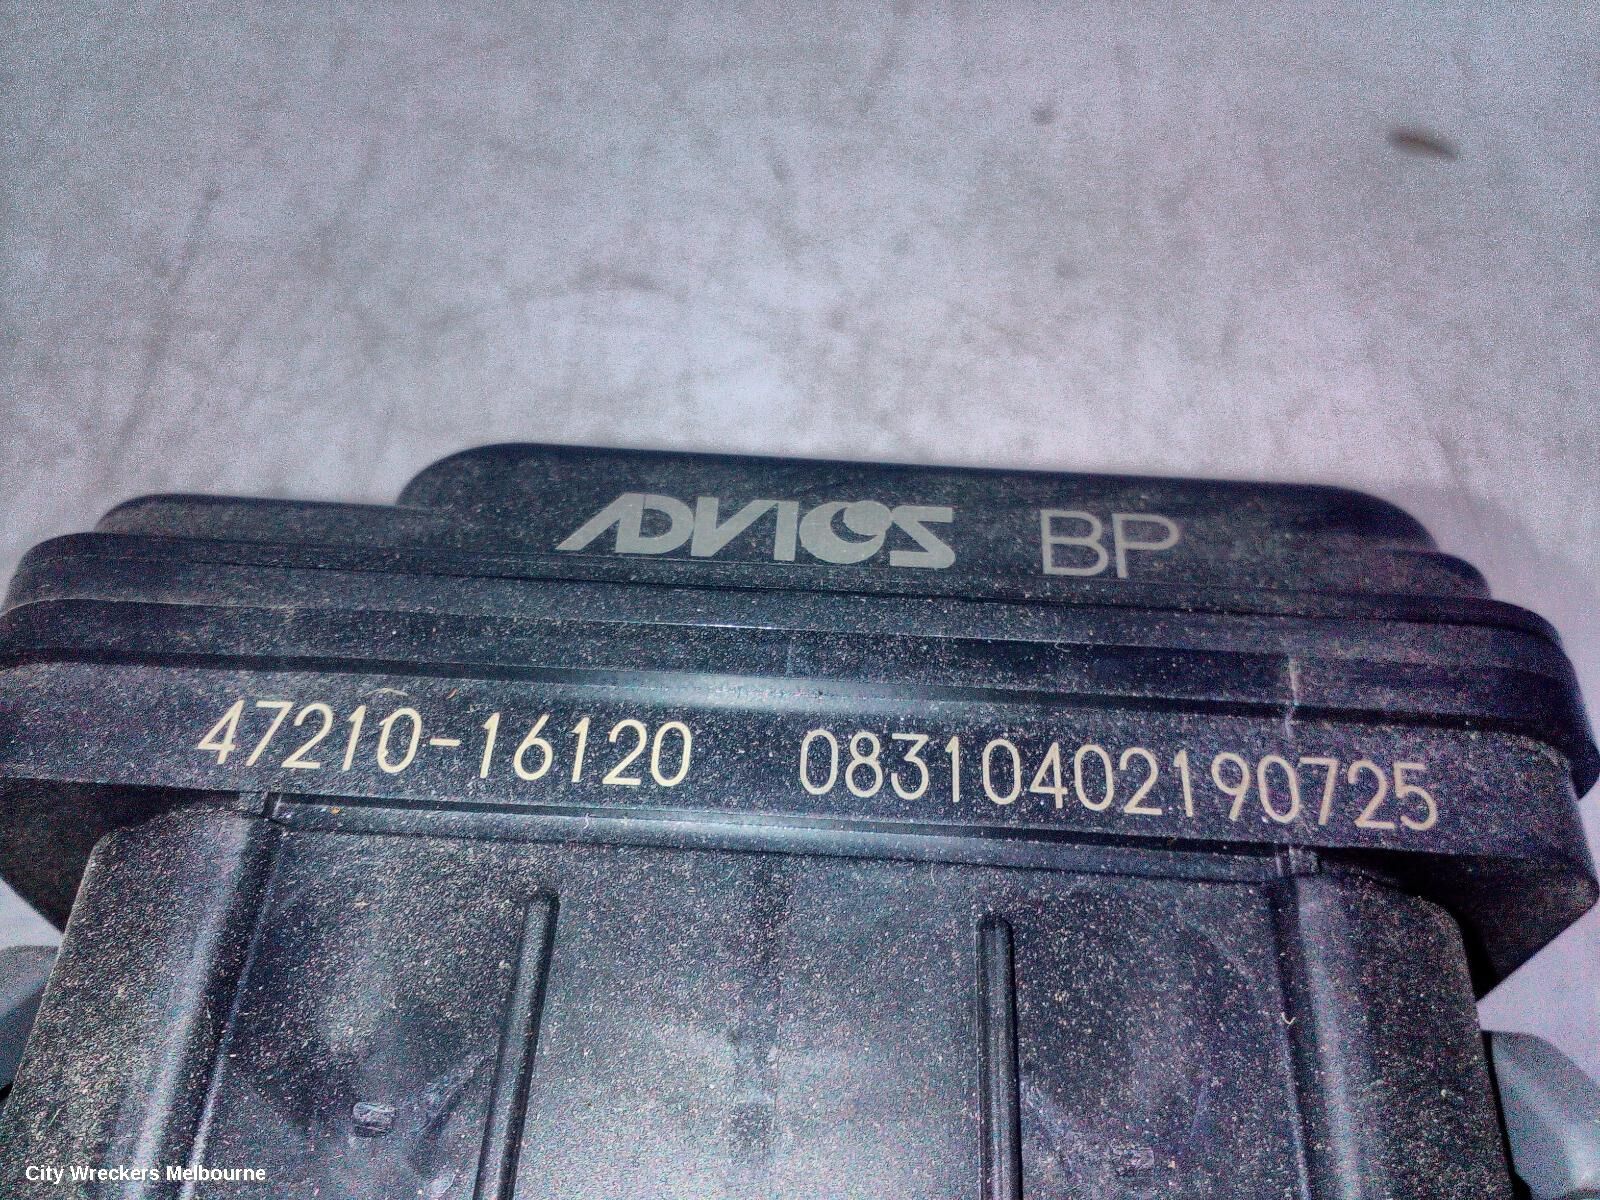 ADVICS BP
47210-16120 08310402190725
City Wreckers Melbourne